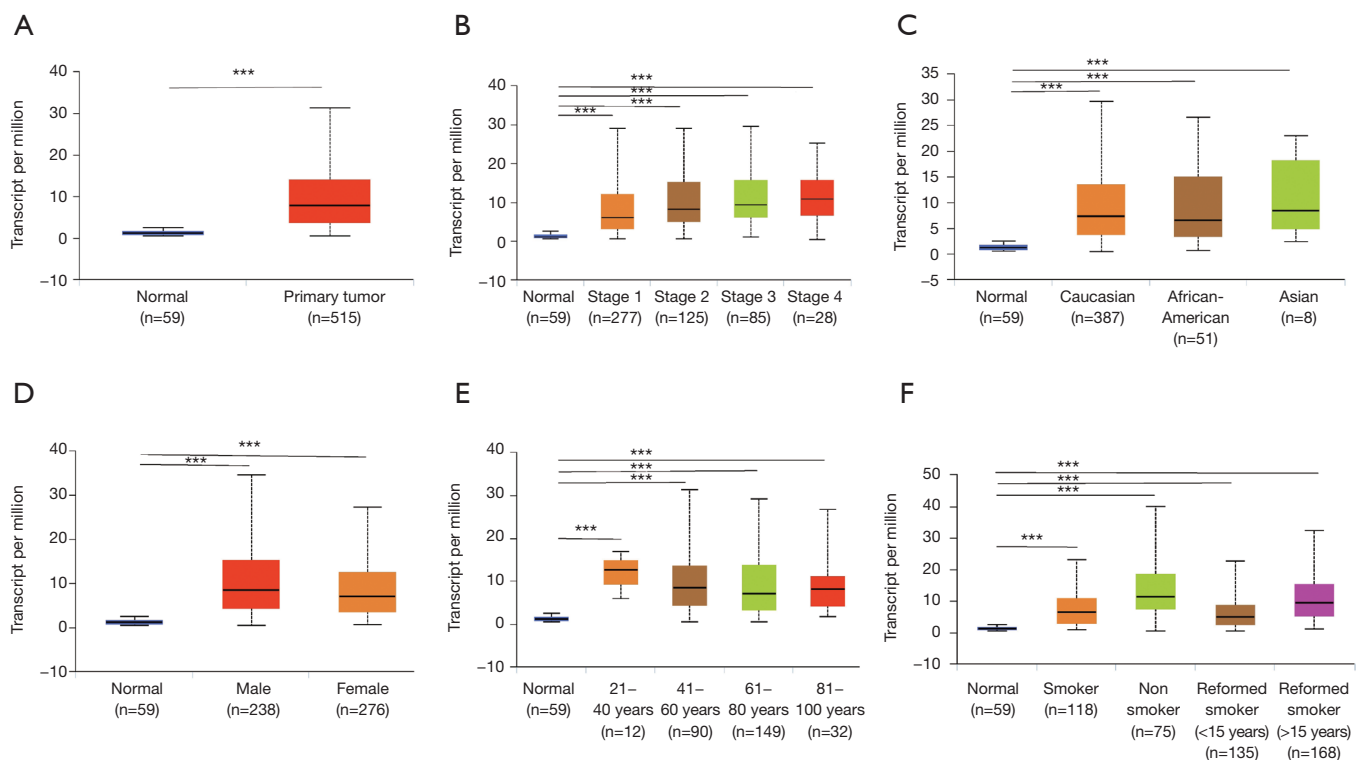 A
Transcript per million
40
30
20
10
0
−10
***
Normal
(n=59)
Primary tumor
(n=515)
B
Transcript per million
40
30
20
10
0
−10
***
***
***
***
Normal
(n=59)
Stage 1
(n=277)
Stage 2
(n=125)
Stage 3
(n=85)
Stage 4
(n=28)
C
Transcript per million
35
30
25
20
15
10
5
0
−5
***
***
***
Normal
(n=59)
Caucasian
(n=387)
African-
American
(n=51)
Asian
(n=8)
D
Transcript per million
40
30
20
10
0
−10
***
***
Normal
(n=59)
Male
(n=238)
Female
(n=276)
E
Transcript per million
40
30
20
10
0
−10
***
***
***
***
Normal
(n=59)
21–
40 years
(n=12)
41–
60 years
(n=90)
61–
80 years
(n=149)
81–
100 years
(n=32)
F
Transcript per million
50
40
30
20
10
0
−10
***
***
***
***
Normal
(n=59)
Smoker
(n=118)
Non
smoker
(n=75)
Reformed
smoker
(<15 years)
(n=135)
Reformed
smoker
(>15 years)
(n=168)